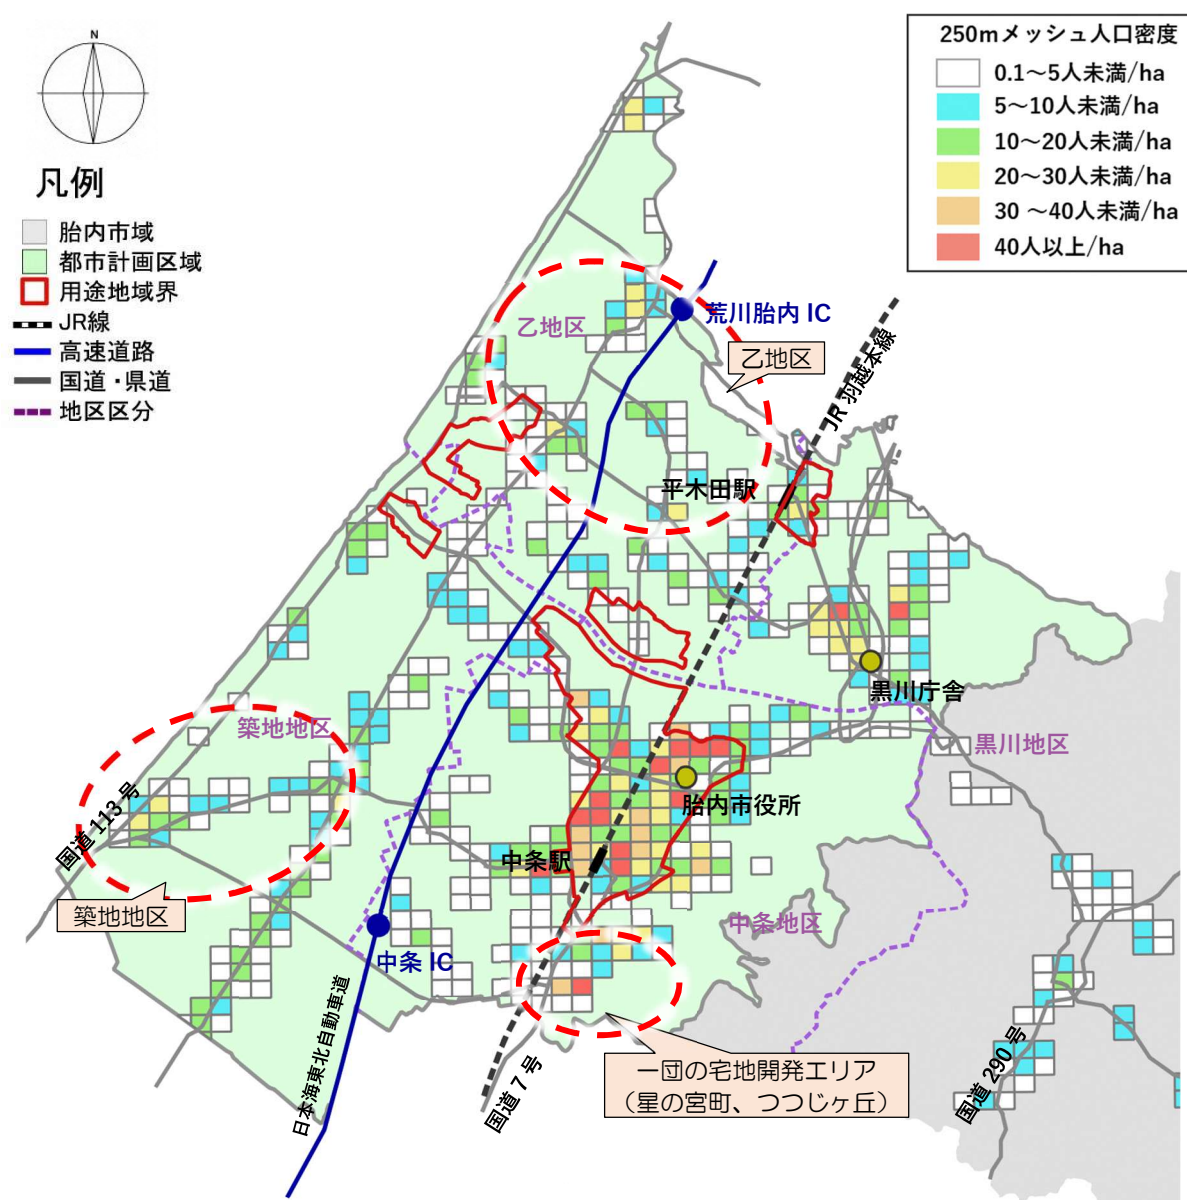 N
凡例
胎内市域
都市計画区域
用途地域界
JR線
高速道路
国道・県道
地区区分
250mメッシュ人口密度
0.1～5人未満/ha
5～10人未満/ha
10～20人未満/ha
20～30人未満/ha
30 ～40人未満/ha
40人以上/ha
荒川胎内 IC
乙地区
乙地区
JR 羽越本線
平木田駅
黒川庁舎
黒川地区
築地地区
国道 113 号
築地地区
胎内市役所
中条駅
中条地区
中条 IC
日本海東北自動車道
国道 7 号
国道 290 号
一団の宅地開発エリア
（星の宮町、つつじヶ丘）